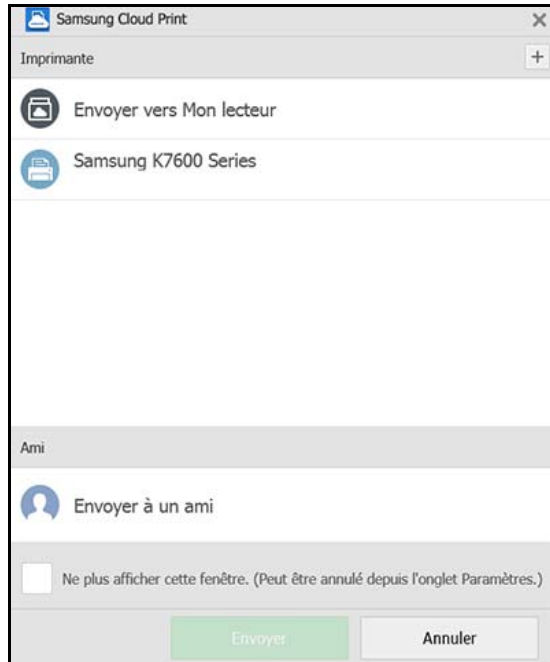 Samsung Cloud Print
Imprimante
Envoyer vers Mon lecteur
Samsung K7600 Series
Ami
Envoyer à un ami
Ne plus afficher cette fenêtre. (Peut être annulé depuis l'onglet Paramètres.)
Envoyer Annuler